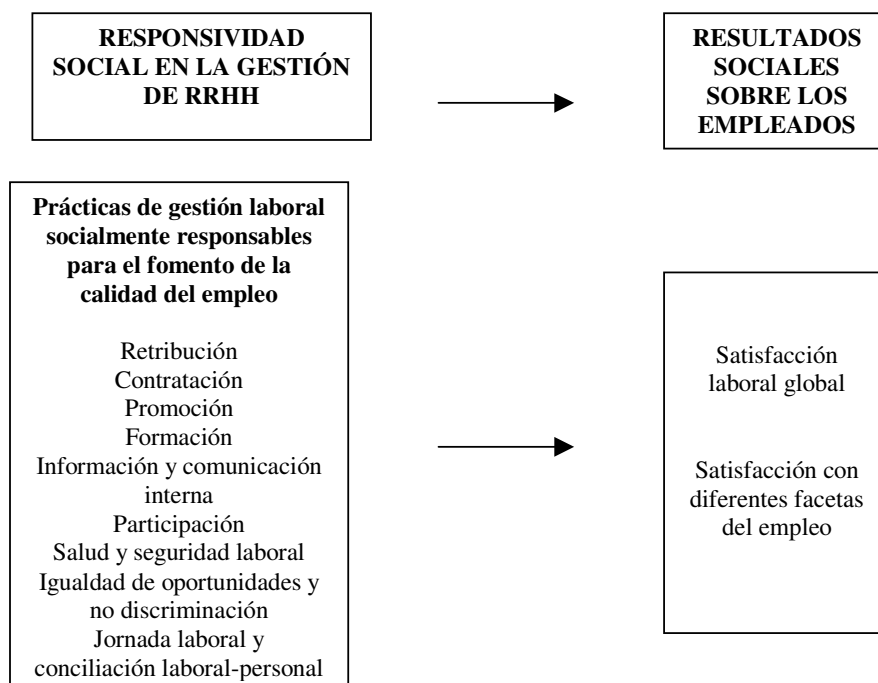 RESPONSIVIDAD
SOCIAL EN LA GESTIÓN
DE RRHH
RESULTADOS
SOCIALES
SOBRE LOS
EMPLEADOS
Prácticas de gestión laboral
socialmente responsables
para el fomento de la
calidad del empleo
Retribución
Contratación
Promoción
Formación
Información y comunicación
interna
Participación
Salud y seguridad laboral
Igualdad de oportunidades y
no discriminación
Jornada laboral y
conciliación laboral-personal
Satisfacción
laboral global
Satisfacción con
diferentes facetas
del empleo